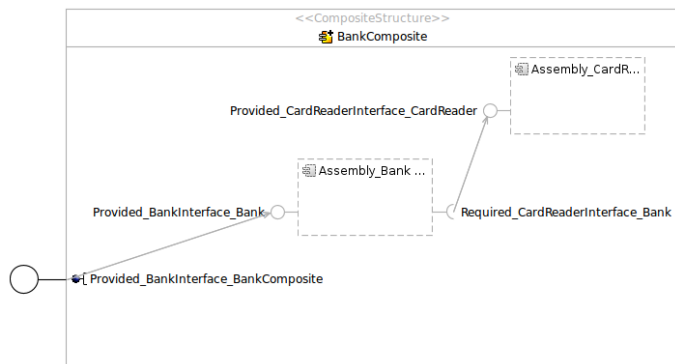 <<CompositeStructure>>
BankComposite
Assembly_CardR...
Provided_CardReaderInterface_CardReader
Assembly_Bank ...
Provided_BankInterface_Bank
Required_CardReaderInterface_Bank
Provided_BankInterface_BankComposite